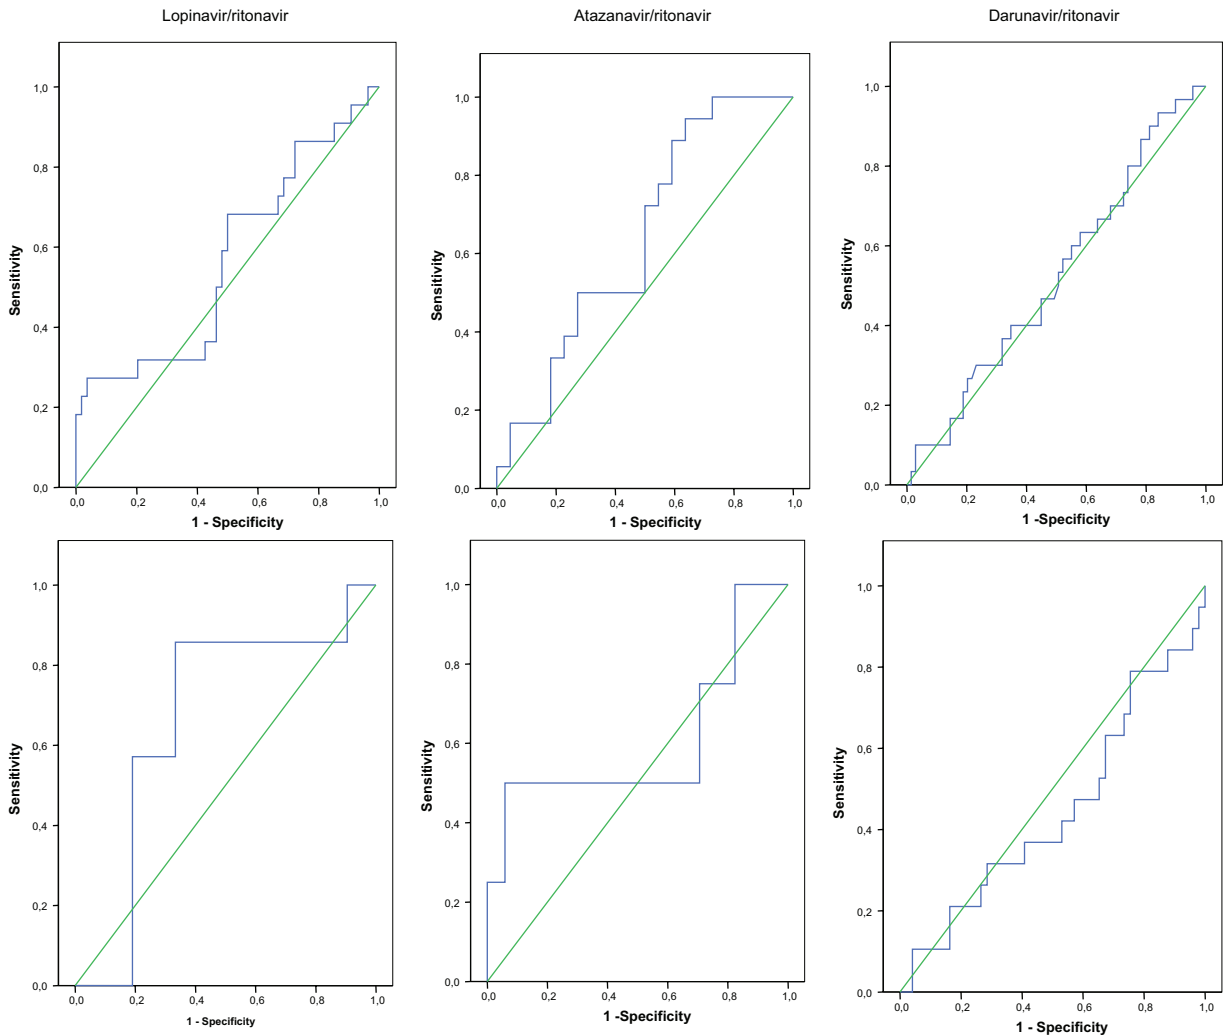 Lopinavir/ritonavir
Atazanavir/ritonavir
Darunavir/ritonavir
Sensitivity
1,0
0,8
0,6
0,4
0,2
0,0
0,0 0,2 0,4 0,6 0,8 1,0
1 - Specificity
Sensitivity
1,0
0,8
0,6
0,4
0,2
0,0
0,0 0,2 0,4 0,6 0,8 1,0
1 - Specificity
Sensitivity
1,0
0,8
0,6
0,4
0,2
0,0
0,0 0,2 0,4 0,6 0,8 1,0
1 -Specificity
Sensitivity
1,0
0,8
0,6
0,4
0,2
0,0
0,0 0,2 0,4 0,6 0,8 1,0
1 - Specificity
Sensitivity
1,0
0,8
0,6
0,4
0,2
0,0
0,0 0,2 0,4 0,6 0,8 1,0
1 -Specificity
Sensitivity
1,0
0,8
0,6
0,4
0,2
0,0
0,0 0,2 0,4 0,6 0,8 1,0
1 - Specificity